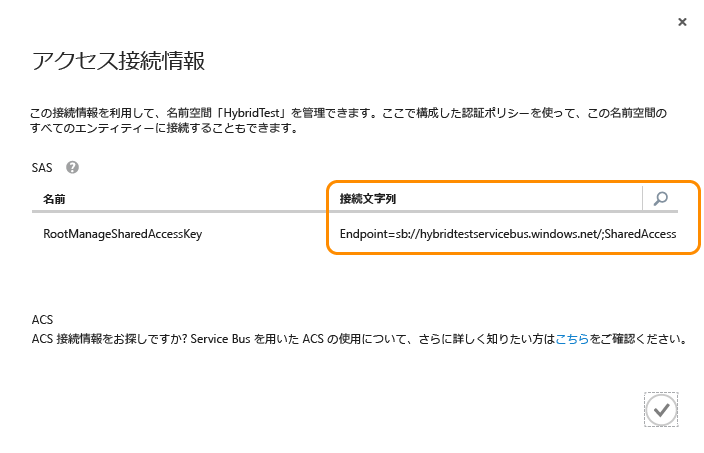 アクセス接続情報
この接続情報を利用して、名前空間「HybridTest」を管理できます。ここで構成した認証ポリシーを使って、この名前空間の
すべてのエンティティーに接続することもできます。
SAS ?
名前 接続文字列
RootManageSharedAccessKey Endpoint=sb://hybridtestservicebus.windows.net/;SharedAccess
ACS
ACS 接続情報をお探しですか? Service Bus を用いた ACS の使用について、さらに詳しく知りたい方はこちらをご確認ください。